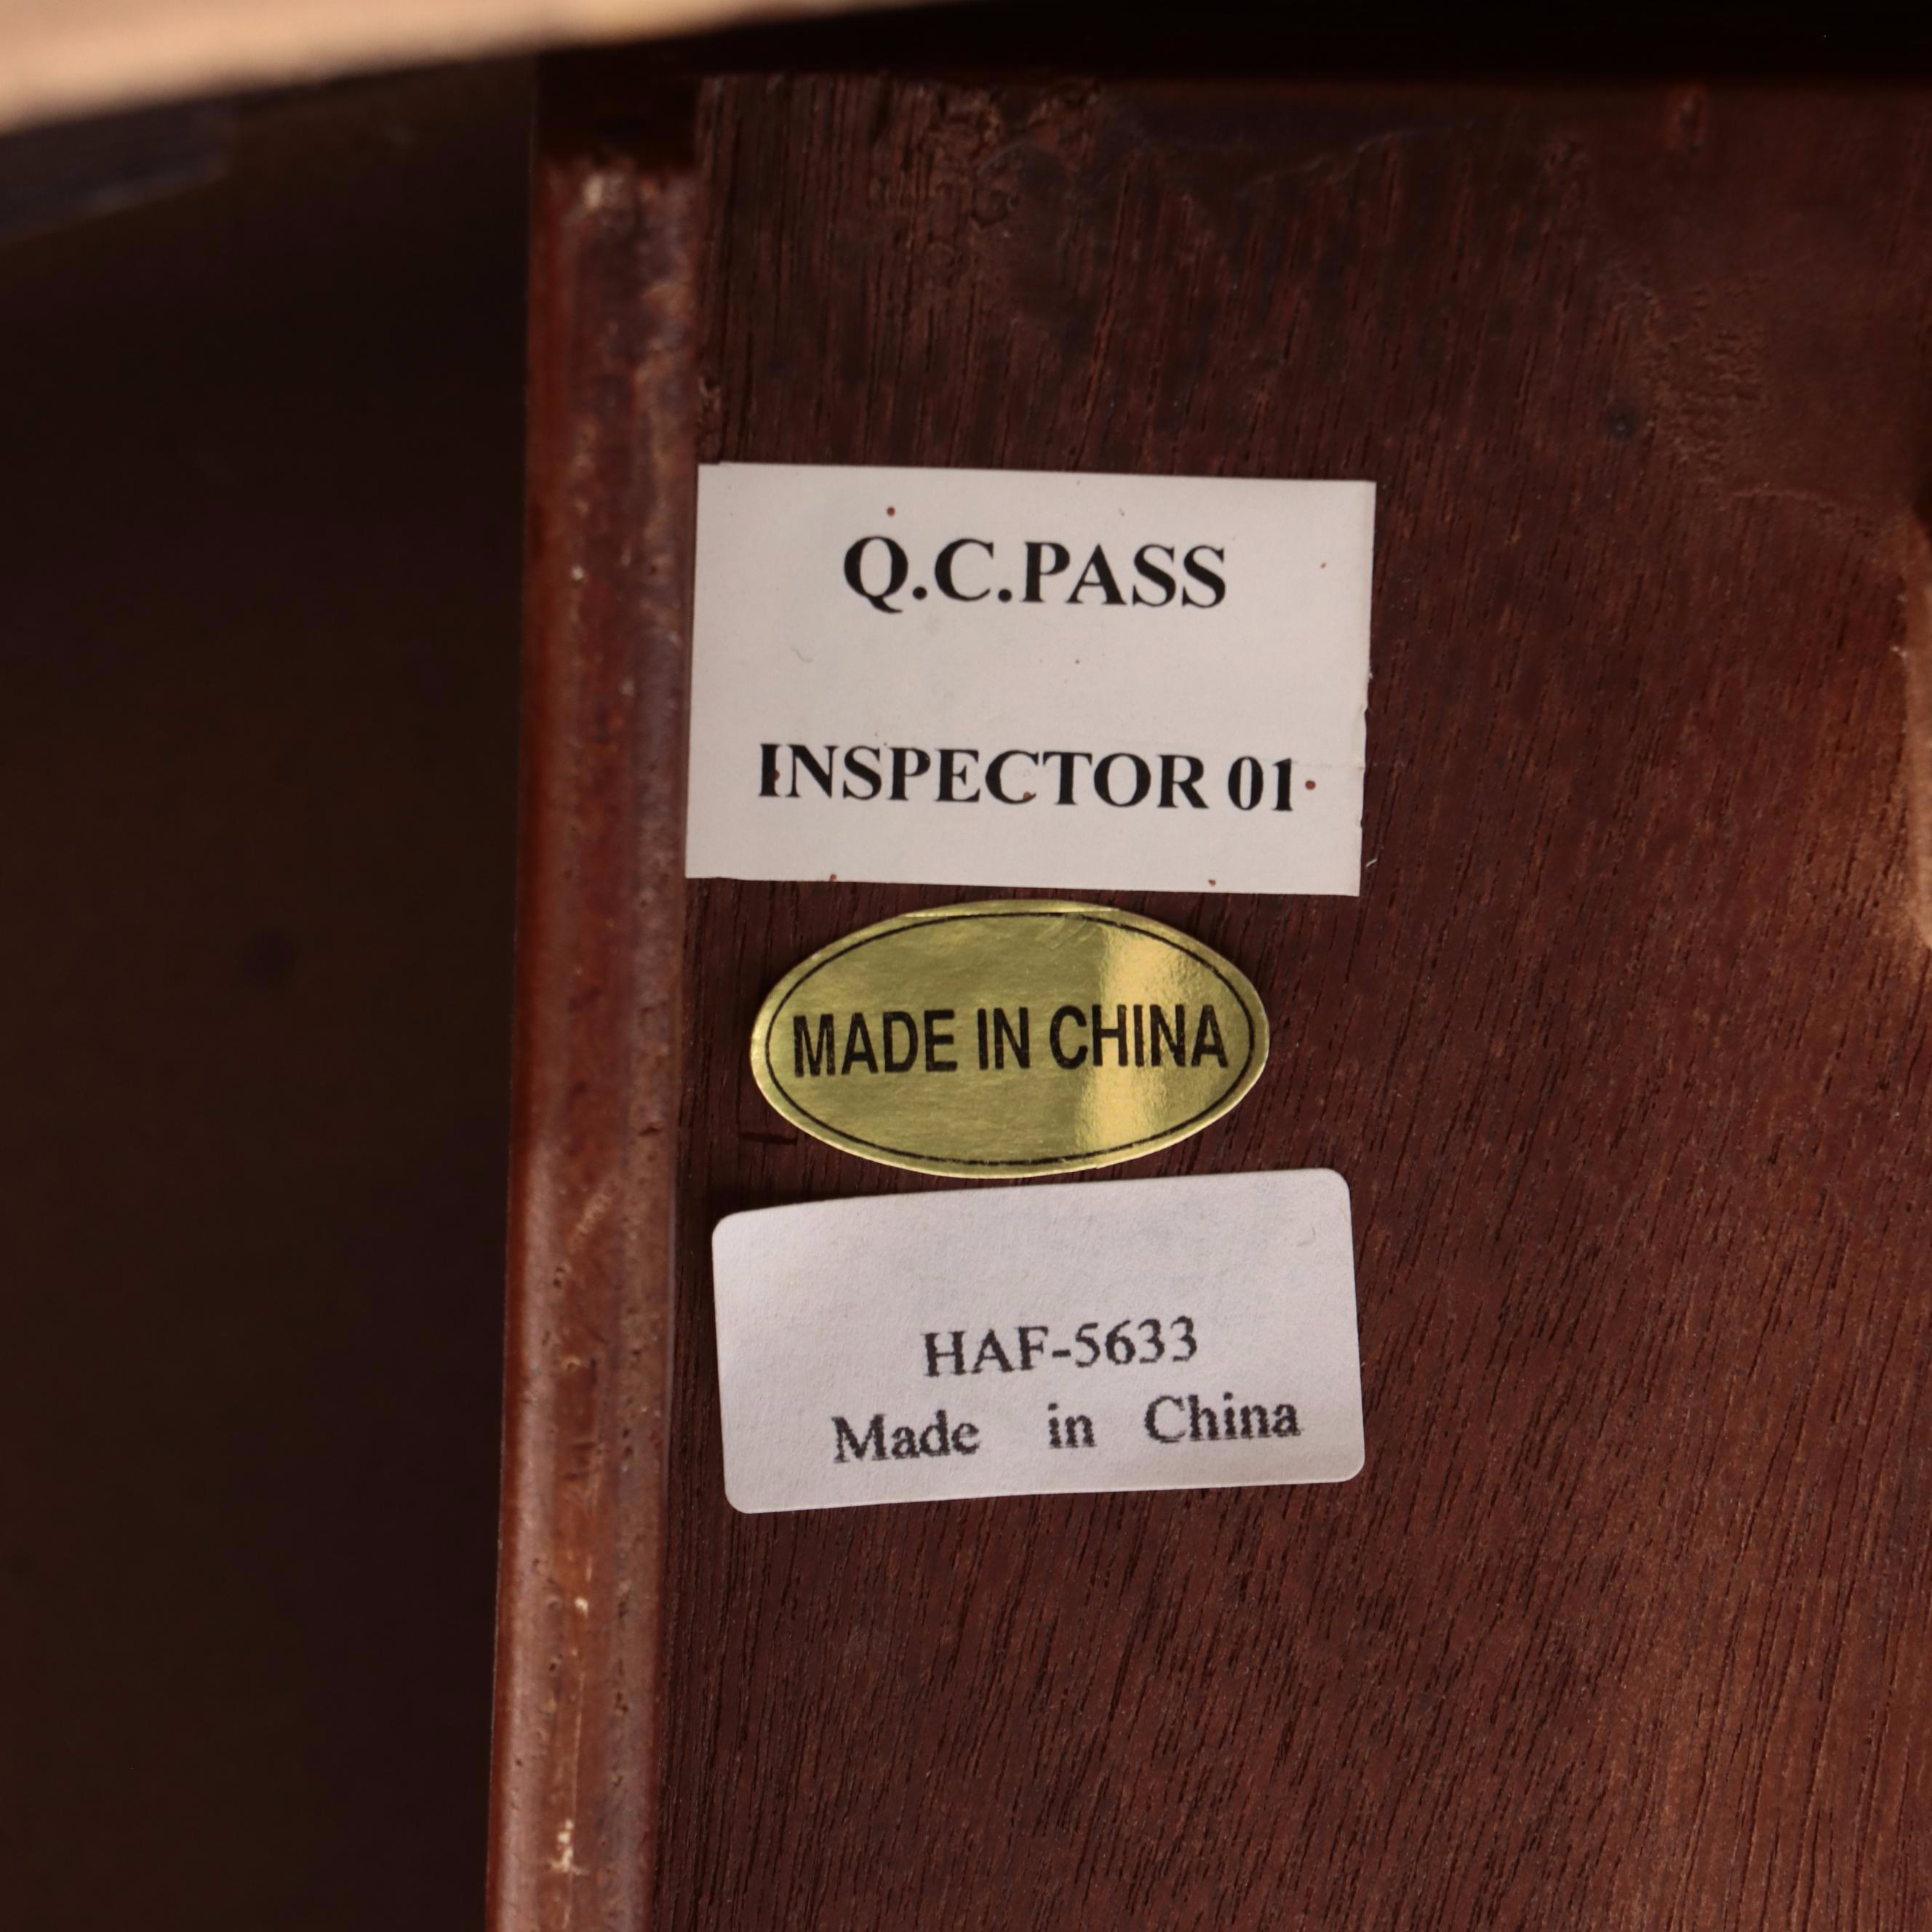 Q.C.PASS
INSPECTOR 01
MADE IN CHINA
HAF-5633
Made in China